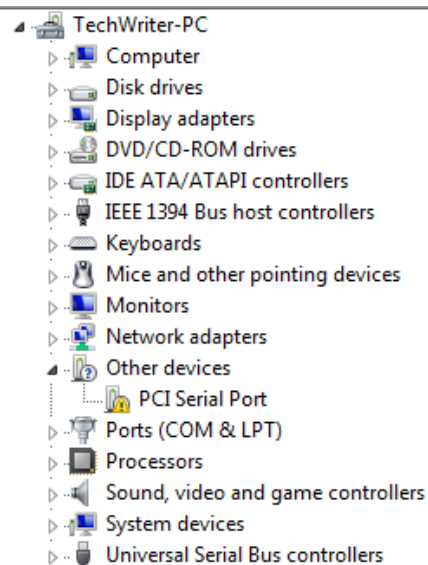 TechWriter-PC
Computer
Disk drives
Display adapters
DVD/CD-ROM drives
IDE ATA/ATAPI controllers
IEEE 1394 Bus host controllers
Keyboards
Mice and other pointing devices
Monitors
Network adapters
Other devices
PCI Serial Port
Ports (COM & LPT)
Processors
Sound, video and game controllers
System devices
Universal Serial Bus controllers